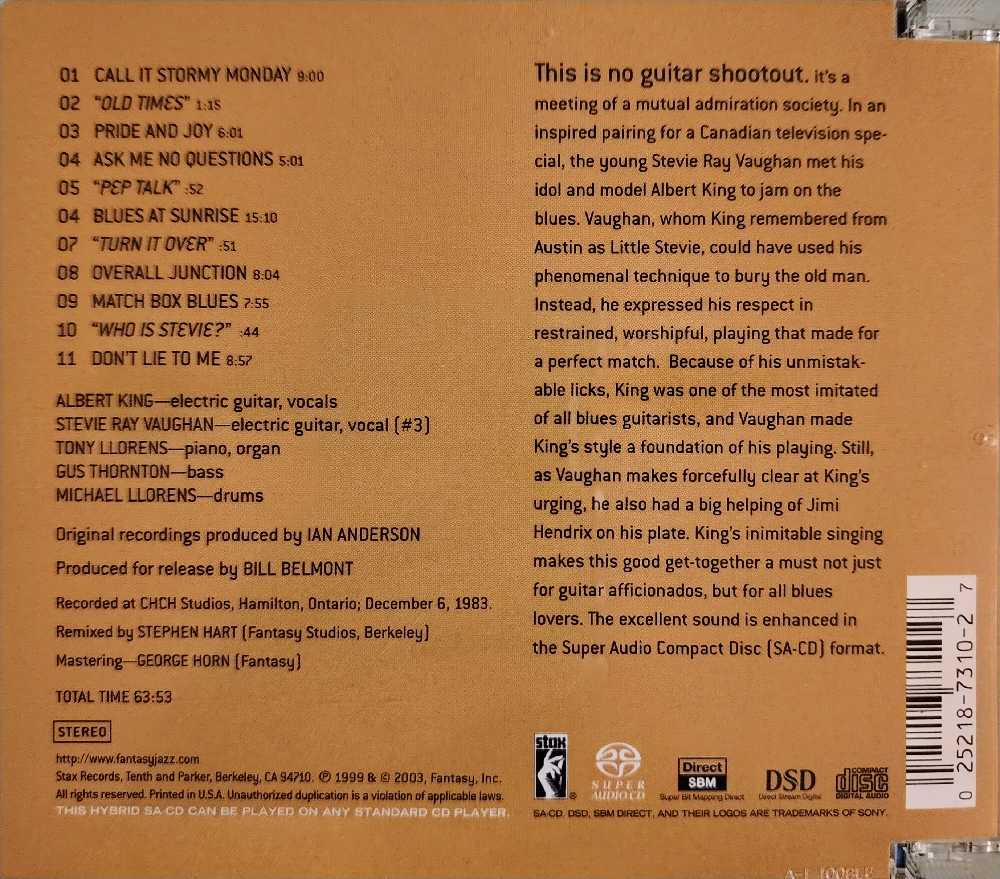 01 CALL IT STORMY MONDAY 9:00
02 "OLD TIMES" 1:15
03 PRIDE AND JOY 6:01
04 ASK ME NO QUESTIONS 5:01
05 "PEP TALK" :52
04 BLUES AT SUNRISE 15:10
07 "TURN IT OVER" :51
08 OVERALL JUNCTION 8:04
09 MATCH BOX BLUES 7:55
10 "WHO IS STEVIE?" :44
11 DON'T LIE TO ME 8:57
ALBERT KING—electric guitar, vocals
STEVIE RAY VAUGHAN—electric guitar, vocal (#3)
TONY LLORENS—piano, organ
GUS THORNTON—bass
MICHAEL LLORENS—drums
Original recordings produced by IAN ANDERSON
Produced for release by BILL BELMONT
Recorded at CHCH Studios, Hamilton, Ontario; December 6, 1983.
Remixed by STEPHEN HART (Fantasy Studios, Berkeley)
Mastering—GEORGE HORN (Fantasy)
TOTAL TIME 63:53
STEREO
http://www.fantasyjazz.com
Stax Records, Tenth and Parker, Berkeley, CA 94710. ℗ 1999 & © 2003, Fantasy, Inc.
All rights reserved. Printed in U.S.A. Unauthorized duplication is a violation of applicable laws.
THIS HYBRID SA-CD CAN BE PLAYED ON ANY STANDARD CD PLAYER.
This is no guitar shootout. it's a
meeting of a mutual admiration society. In an
inspired pairing for a Canadian television spe-
cial, the young Stevie Ray Vaughan met his
idol and model Albert King to jam on the
blues. Vaughan, whom King remembered from
Austin as Little Stevie, could have used his
phenomenal technique to bury the old man.
Instead, he expressed his respect in
restrained, worshipful, playing that made for
a perfect match. Because of his unmistak-
able licks, King was one of the most imitated
of all blues guitarists, and Vaughan made
King's style a foundation of his playing. Still,
as Vaughan makes forcefully clear at King's
urging, he also had a big helping of Jimi
Hendrix on his plate. King's inimitable singing
makes this good get-together a must not just
for guitar afficionados, but for all blues
lovers. The excellent sound is enhanced in
the Super Audio Compact Disc (SA-CD) format.
stax ®
SUPER AUDIO CD
Direct SBM
Super Bit Mapping Direct
DSD
Direct Stream Digital
COMPACT disc DIGITAL AUDIO
SA-CD, DSD, SBM DIRECT, AND THEIR LOGOS ARE TRADEMARKS OF SONY.
0 25218-7310-2 7